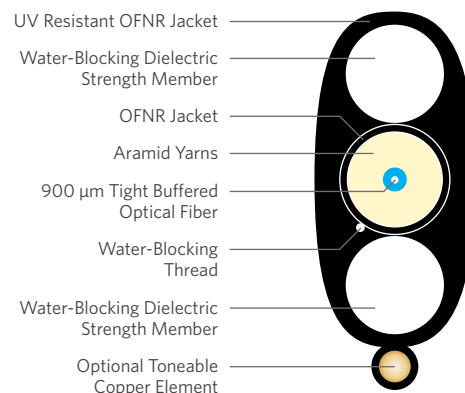 UV Resistant OFNR Jacket
Water-Blocking Dielectric
Strength Member
OFNR Jacket
Aramid Yarns
900 µm Tight Buffered
Optical Fiber
Water-Blocking
Thread
Water-Blocking Dielectric
Strength Member
Optional Toneable
Copper Element